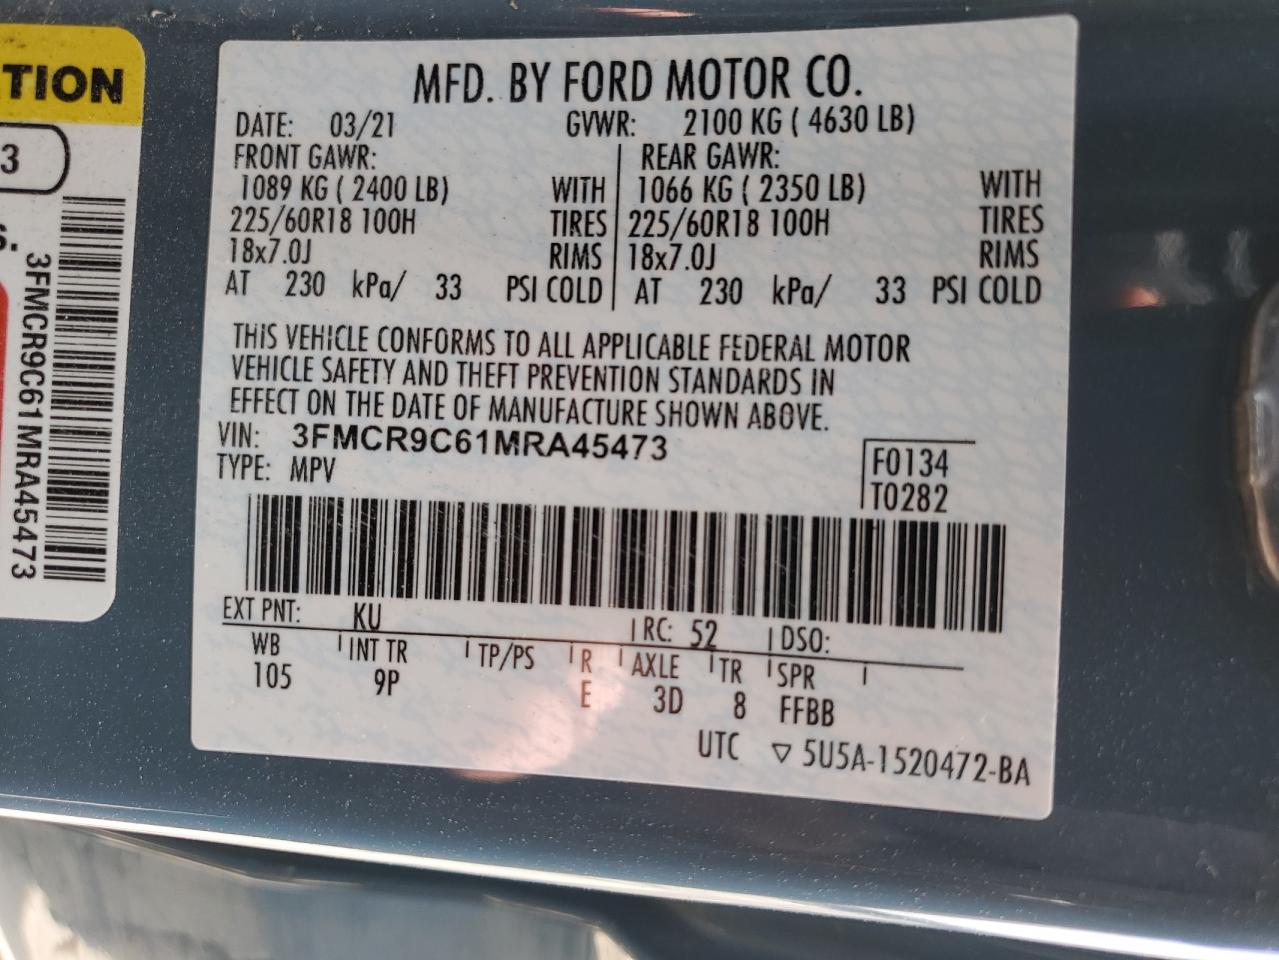 TION
3
S.
3FMCR9C61MRA45473
MFD. BY FORD MOTOR CO.
DATE: 03/21 GVWR: 2100 KG ( 4630 LB)
FRONT GAWR: REAR GAWR:
1089 KG ( 2400 LB) WITH 1066 KG ( 2350 LB) WITH
225/60R18 100H TIRES 225/60R18 100H TIRES
18x7.0J RIMS 18x7.0J RIMS
AT 230 kPa/ 33 PSI COLD AT 230 kPa/ 33 PSI COLD
THIS VEHICLE CONFORMS TO ALL APPLICABLE FEDERAL MOTOR
VEHICLE SAFETY AND THEFT PREVENTION STANDARDS IN
EFFECT ON THE DATE OF MANUFACTURE SHOWN ABOVE.
VIN: 3FMCR9C61MRA45473
TYPE: MPV
F0134
T0282
EXT PNT: KU RC: 52 DSO:
WB INT TR TP/PS R AXLE TR SPR
105 9P E 3D 8 FFBB
UTC ▽ 5U5A-1520472-BA